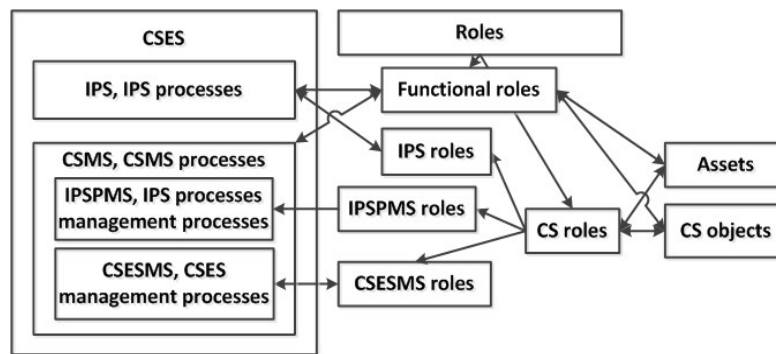 CSES
Roles
IPS, IPS processes
Functional roles
CSMS, CSMS processes
IPS roles
Assets
IPSPMS, IPS processes
management processes
IPSPMS roles
CS roles
CS objects
CSESMS, CSES
management processes
CSESMS roles